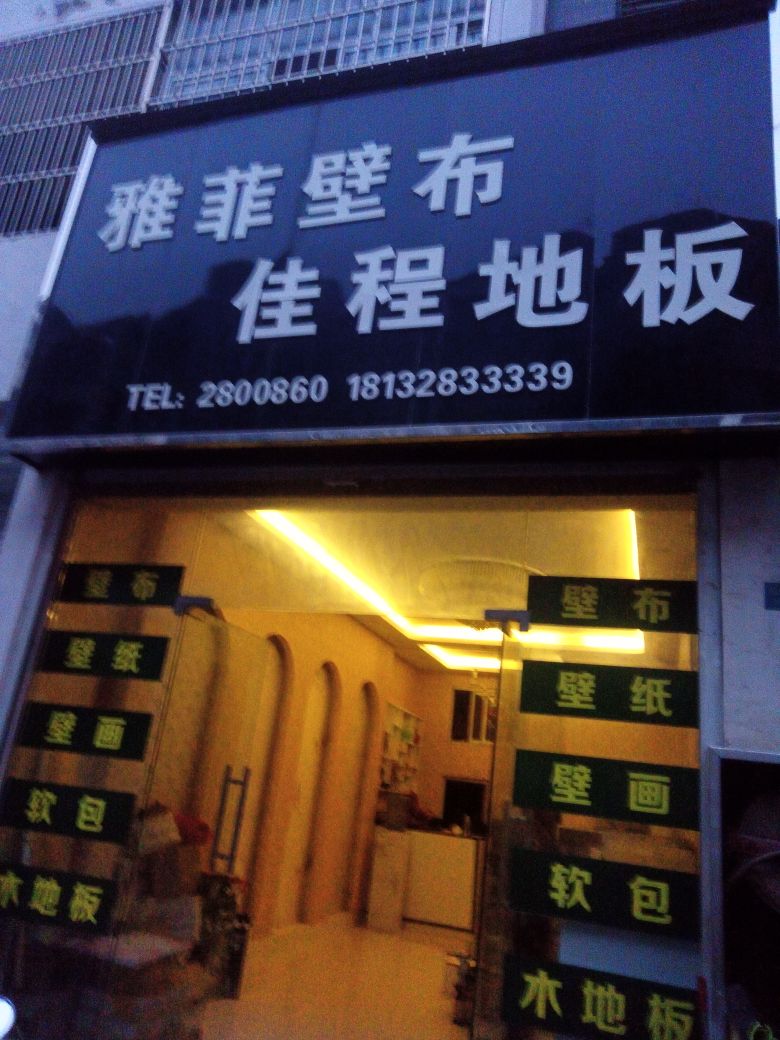 雅菲壁布
佳程地板
TEL: 2800860 18132833339
壁布
壁纸
壁画
软包
木地板
壁布
壁纸
壁画
软包
木地板